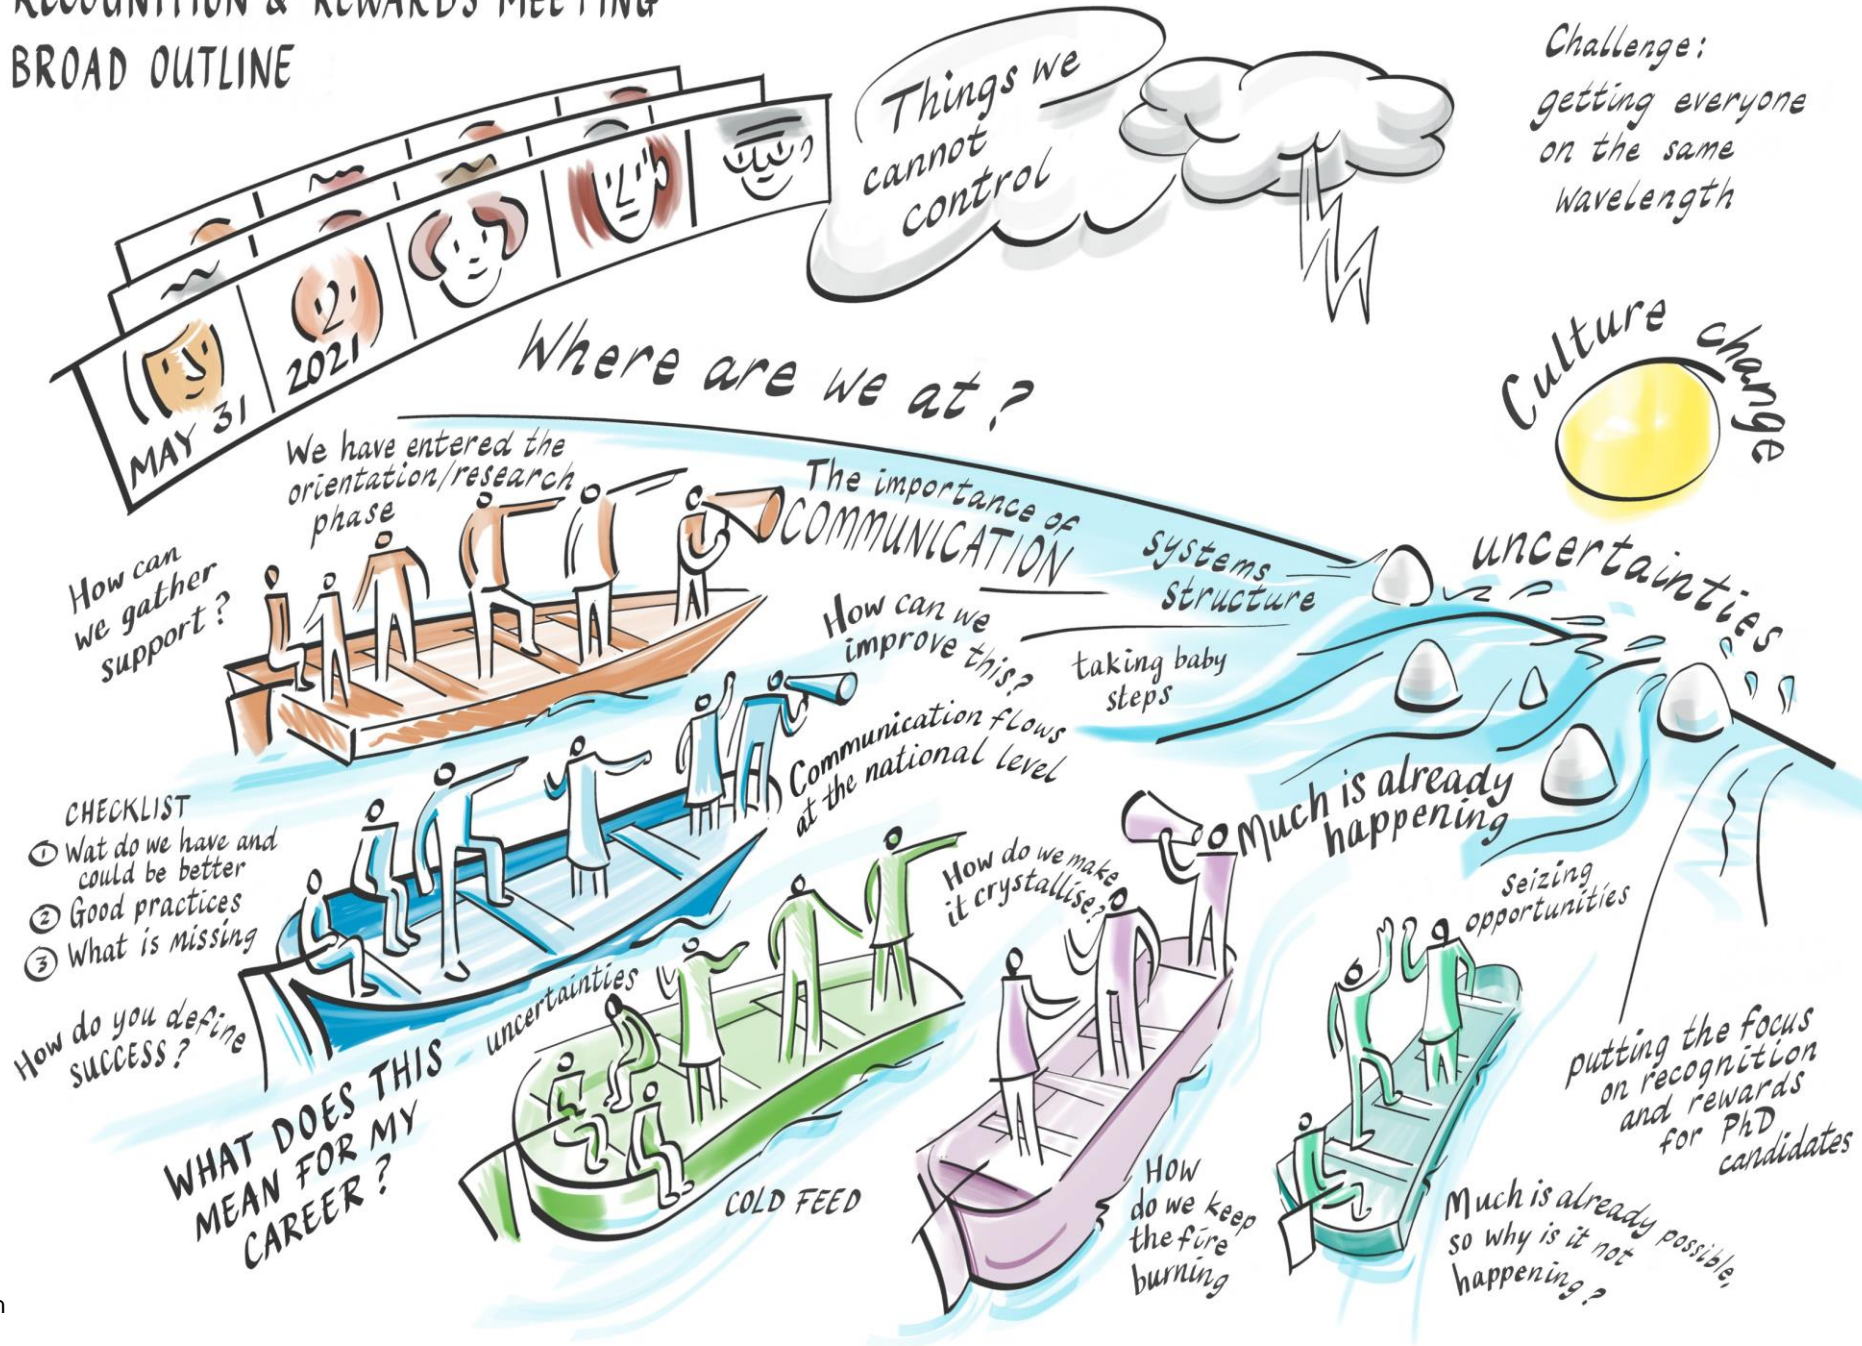 RECOGNITION & REWARDS MEETING
BROAD OUTLINE
Things we
cannot
control
Challenge:
getting everyone
on the same
wavelength
MAY 31
2021
Where are we at?
Culture change
We have entered the
orientation/research
phase
The importance of
COMMUNICATION
systems
structure
uncertainties
How can
we gather
support?
How can we
improve this?
taking baby
steps
Communication flows
at the national level
Much is already
happening
CHECKLIST
① Wat do we have and
could be better
② Good practices
③ What is missing
How do we make
it crystallise?
seizing
opportunities
How do you define
success?
uncertainties
WHAT DOES THIS
MEAN FOR MY
CAREER?
COLD FEED
putting the focus
on recognition
and rewards
for PhD
candidates
HOW
do we keep
the fire
burning
Much is already possible,
so why is it not
happening?
n